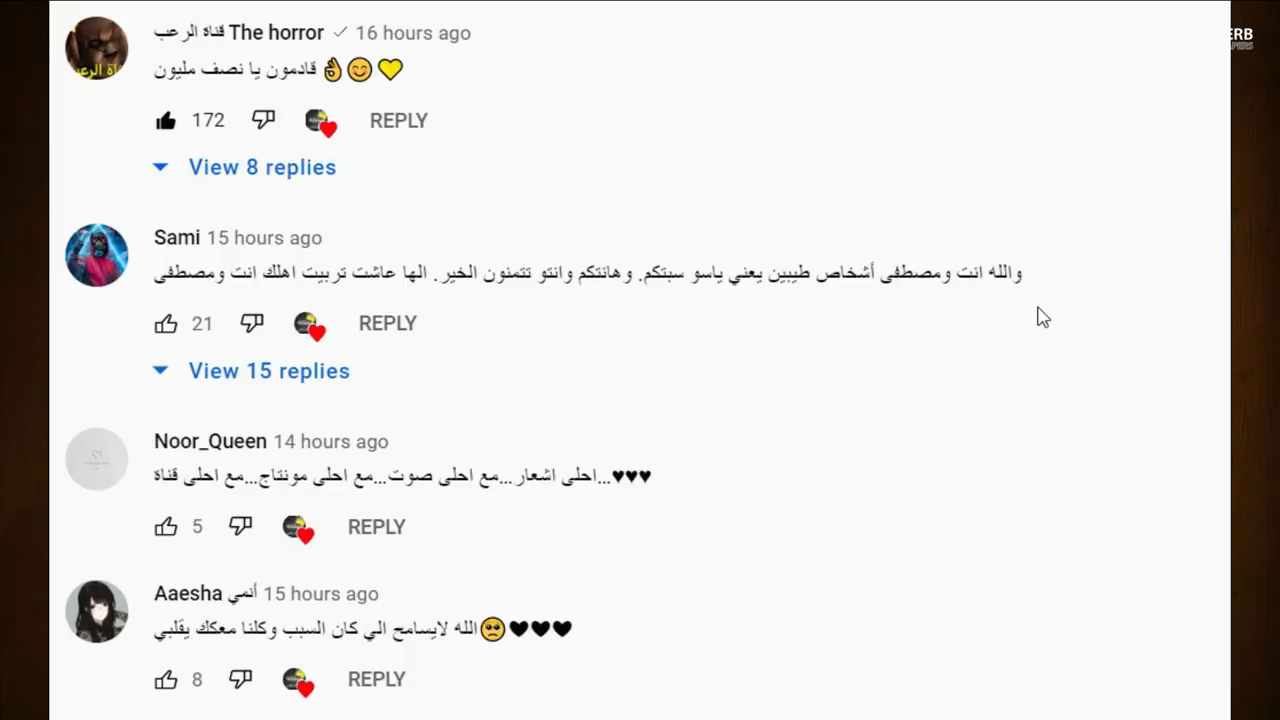 قناة الرعب The horror 16 hours ago
قادمون يا نصف مليون 👌😊💛
172 REPLY
View 8 replies
Sami 15 hours ago
والله انت ومصطفى أشخاص طيبين يعني ياسو سبتكم. وهانتكم وانتو تتمنون الخير. الها عاشت تربيت اهلك انت ومصطفى
21 REPLY
View 15 replies
Noor_Queen 14 hours ago
احلى اشعار...مع احلى صوت...مع احلى مونتاج...مع احلى قناة...♥♥♥
5 REPLY
Aaesha أنمي 15 hours ago
الله لايسامح الي كان السبب وكلنا معكك يقلبي🥺🖤🖤🖤
8 REPLY
ERB